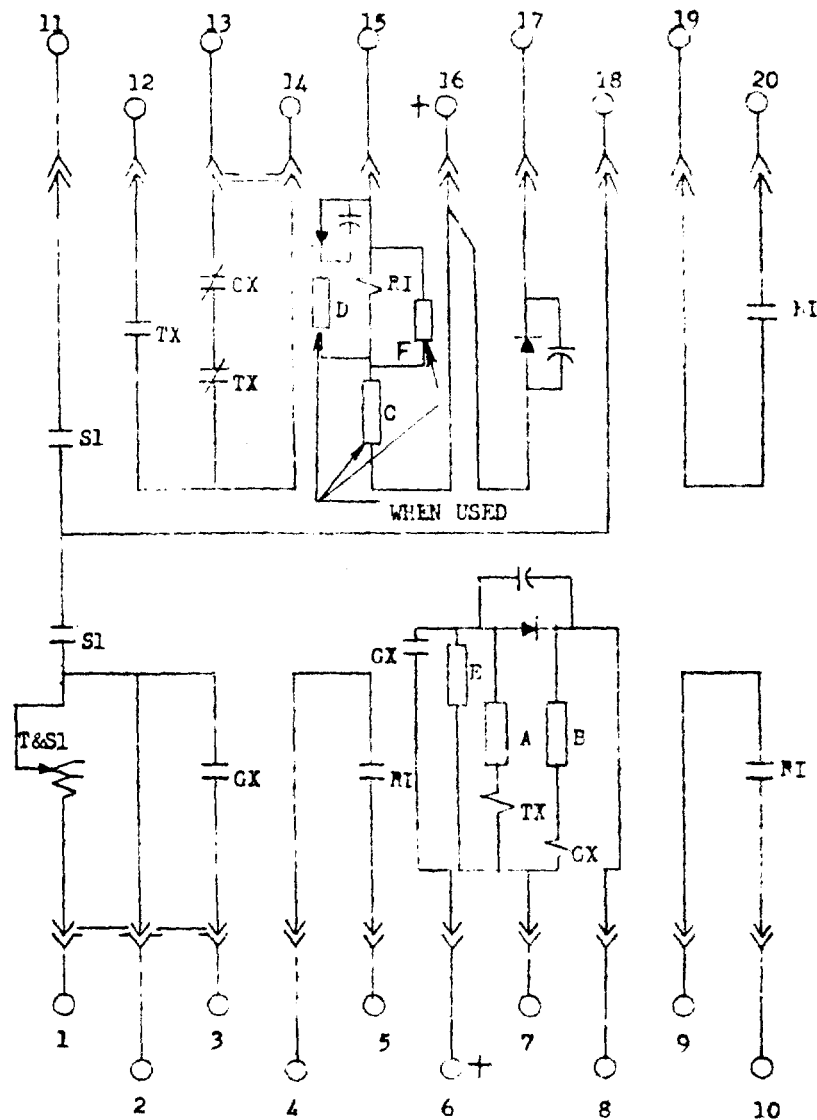 11 13 15 17 19
12 14 +16 18 20
CX
RI
D
RI
TX
F
TX
C
S1
WHEN USED
S1
GX
E
T&S1
A
B
GX
RI
RI
TX
GX
1 3 5 7 9
2 4 6 + 8 10